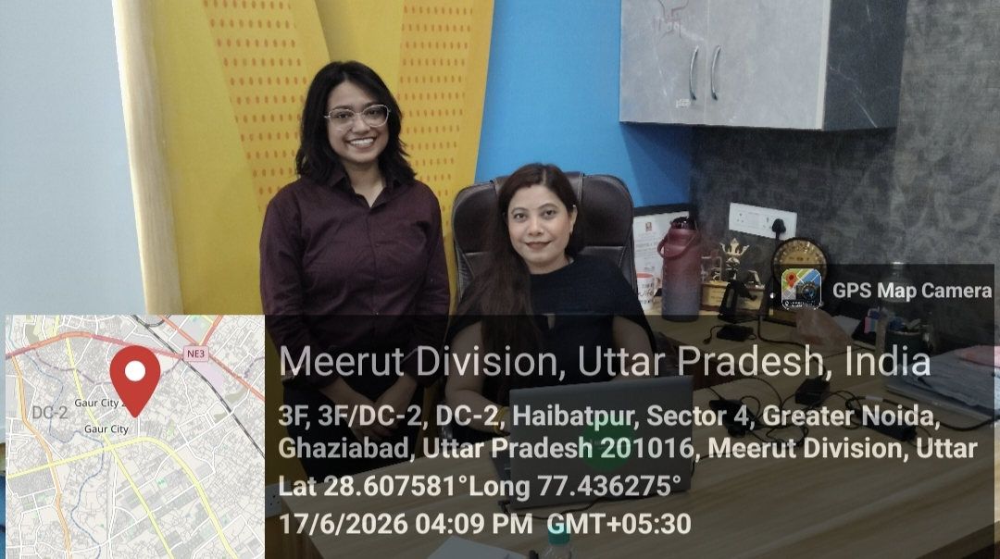 GPS Map Camera
Meerut Division, Uttar Pradesh, India
3F, 3F/DC-2, DC-2, Haibatpur, Sector 4, Greater Noida,
Ghaziabad, Uttar Pradesh 201016, Meerut Division, Uttar
Lat 28.607581°Long 77.436275°
17/6/2026 04:09 PM GMT+05:30
NE3
DC-2
Gaur City 2
Gaur City